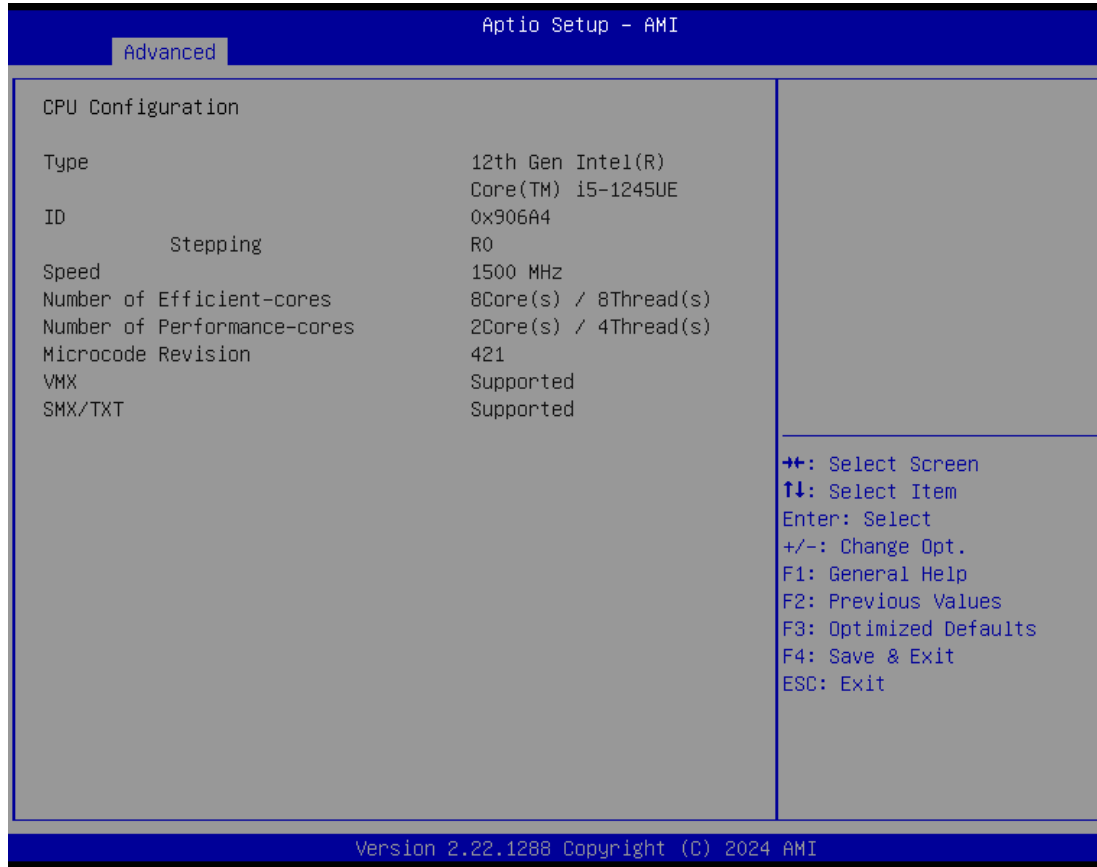 Aptio Setup – AMI
Advanced
CPU Configuration
Type 12th Gen Intel(R)
Core(TM) i5-1245UE
ID 0x906A4
Stepping R0
Speed 1500 MHz
Number of Efficient-cores 8Core(s) / 8Thread(s)
Number of Performance-cores 2Core(s) / 4Thread(s)
Microcode Revision 421
VMX Supported
SMX/TXT Supported
→←: Select Screen
↑↓: Select Item
Enter: Select
+/-: Change Opt.
F1: General Help
F2: Previous Values
F3: Optimized Defaults
F4: Save & Exit
ESC: Exit
Version 2.22.1288 Copyright (C) 2024 AMI